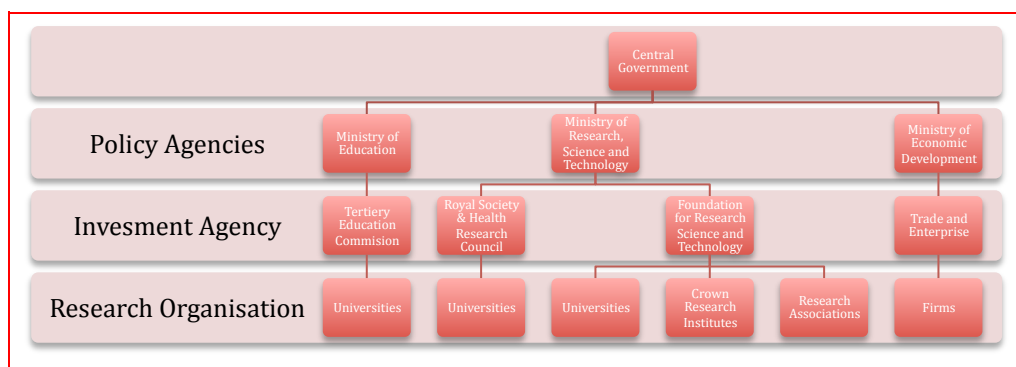 Central
Government
Policy Agencies
Ministry of
Education
Ministry of
Research,
Science and
Technology
Ministry of
Economic
Development
Invesment Agency
Tertiery
Education
Commision
Royal Society
& Health
Research
Council
Foundation
for Research
Science and
Technology
Trade and
Enterprise
Research Organisation
Universities
Universities
Universities
Crown
Research
Institutes
Research
Associations
Firms